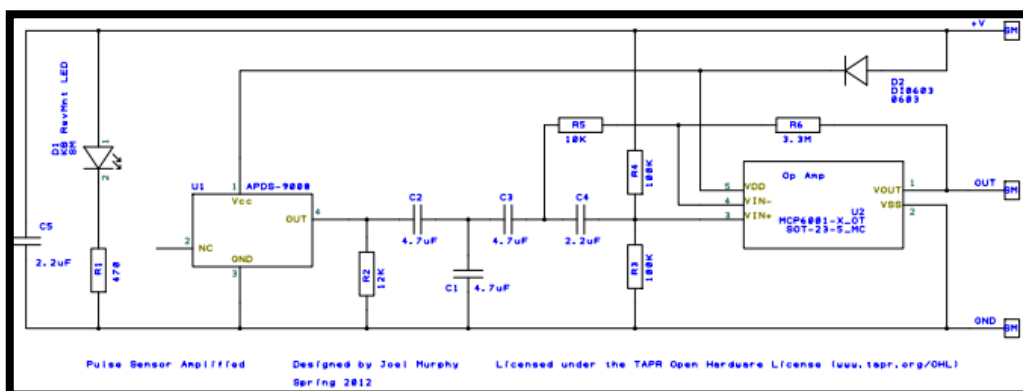 +V
SM
D1
KB RevMnt LED
SM
1
2
D2
DI0603
0603
R5
10K
R6
3.3M
R4
100K
U1
APDS-9008
1
Vcc
OUT
4
2
NC
GND
3
C2
4.7uF
C3
4.7uF
C4
2.2uF
Op Amp
5
VDD
4
VIN-
3
VIN+
VOUT
1
VSS
2
U2
MCP6001-X_OT
SOT-23-5_MC
OUT
SM
C5
2.2uF
R1
470
R2
12K
C1
4.7uF
R3
100K
GND
SM
Pulse Sensor Amplified Designed by Joel Murphy Licensed under the TAPR Open Hardware License (www.tapr.org/OHL)
Spring 2012